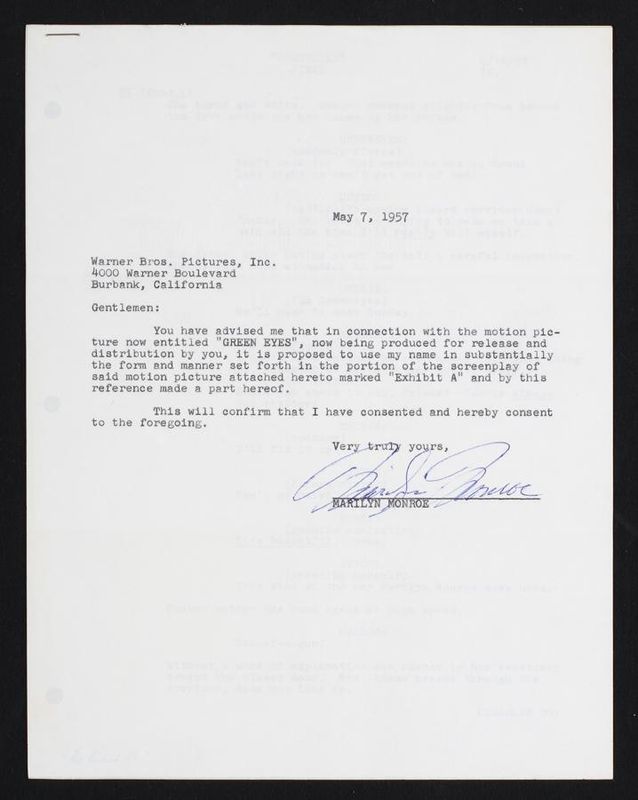 May 7, 1957
Warner Bros. Pictures, Inc.
4000 Warner Boulevard
Burbank, California
Gentlemen:
You have advised me that in connection with the motion pic-
ture now entitled "GREEN EYES", now being produced for release and
distribution by you, it is proposed to use my name in substantially
the form and manner set forth in the portion of the screenplay of
said motion picture attached hereto marked "Exhibit A" and by this
reference made a part hereof.
This will confirm that I have consented and hereby consent
to the foregoing.
Very truly yours,
Marilyn Monroe
MARILYN MONROE